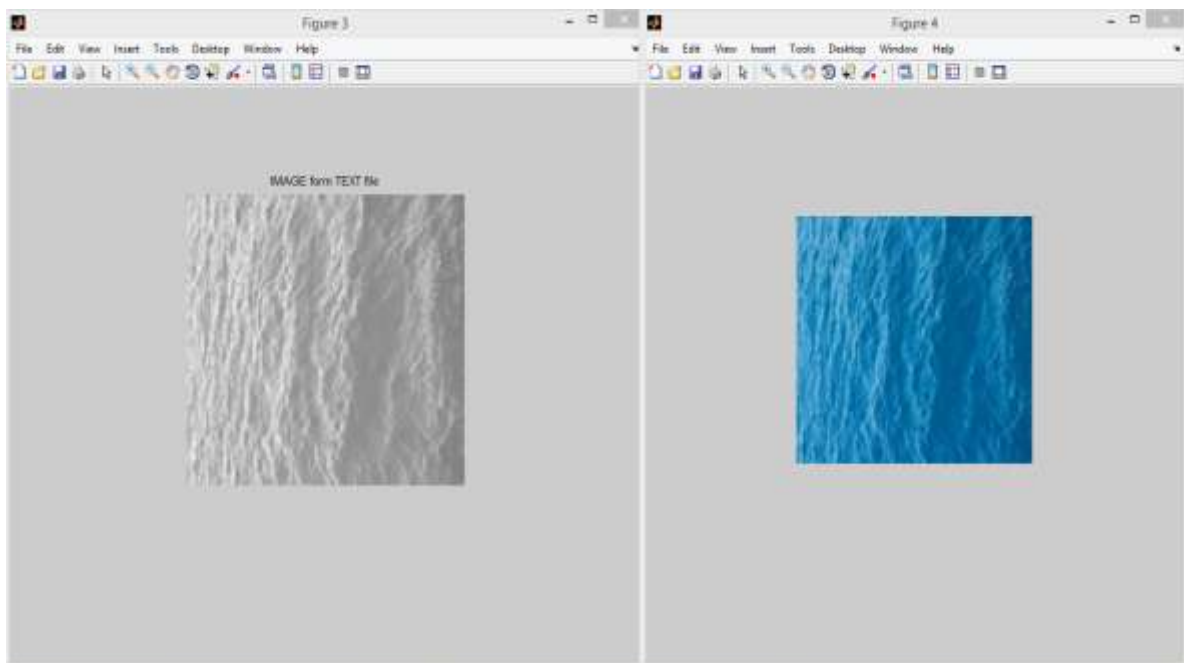 Figure 3
File Edit View Insert Tools Desktop Window Help
IMAGE form TEXT file
Figure 4
File Edit View Insert Tools Desktop Window Help